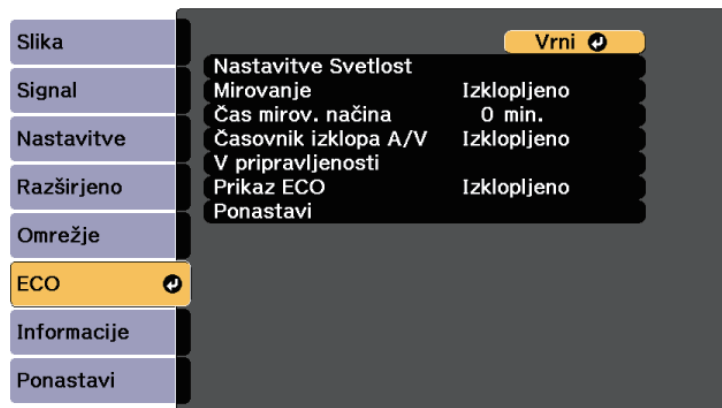 Slika
Signal
Nastavitve
Razširjeno
Omrežje
ECO
Informacije
Ponastavi
Vrni
Nastavitve Svetlost
Mirovanje Izklopljeno
Čas mirov. načina 0 min.
Časovnik izklopa A/V Izklopljeno
V pripravljenosti
Prikaz ECO Izklopljeno
Ponastavi